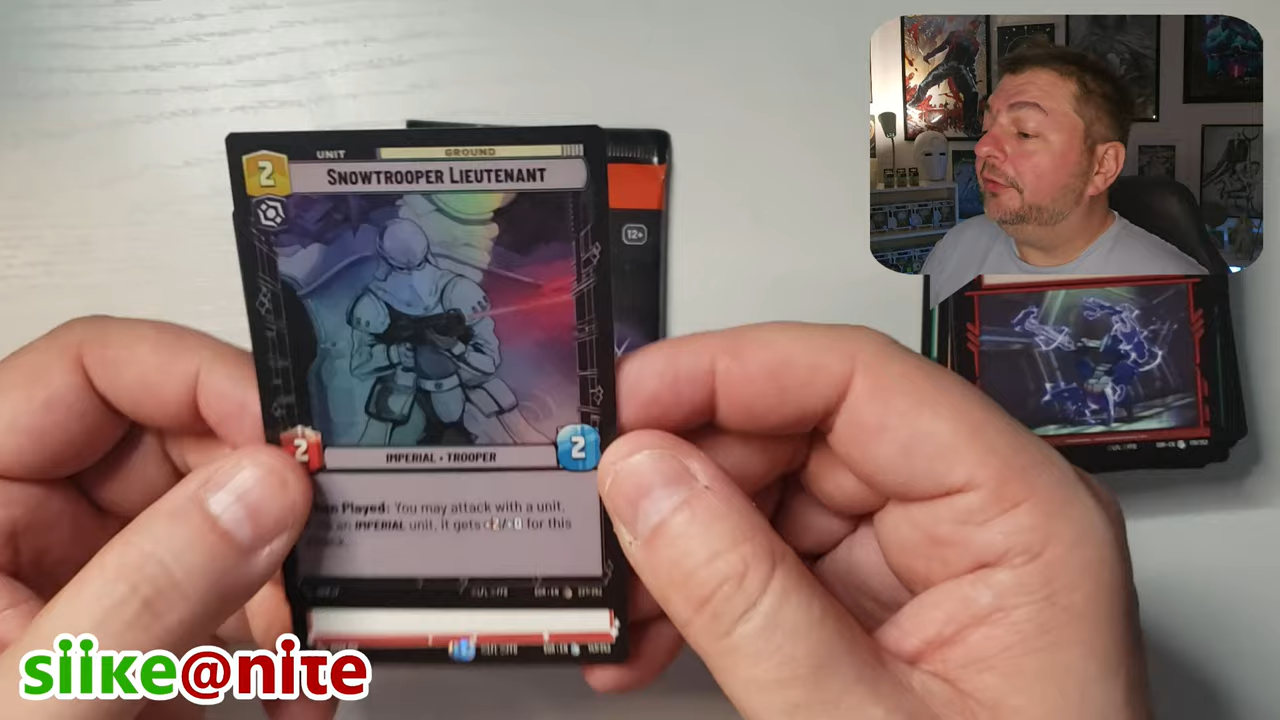 2
UNIT
GROUND
SNOWTROOPER LIEUTENANT
12+
2
2
IMPERIAL • TROOPER
Played: You may attack with a unit.
an IMPERIAL unit, it gets for this
siike@nite